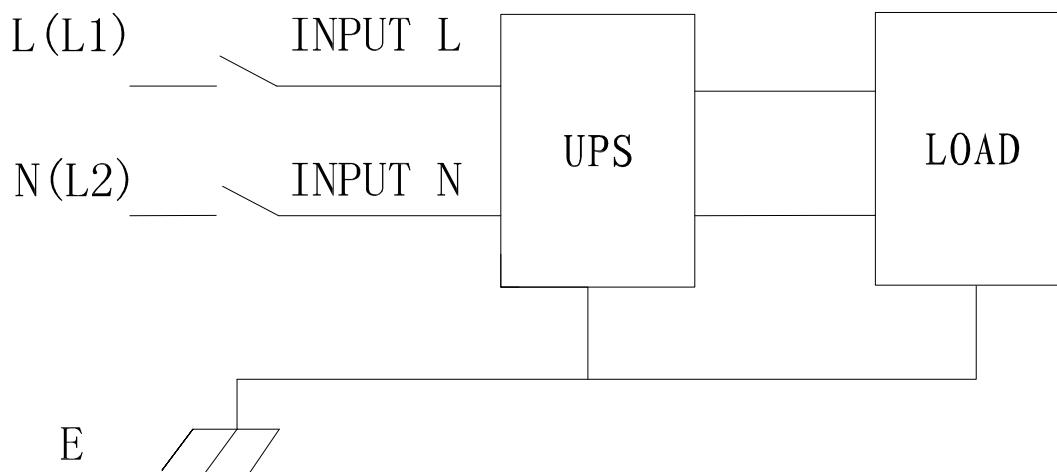 L(L1)
INPUT L
UPS
LOAD
N(L2)
INPUT N
E